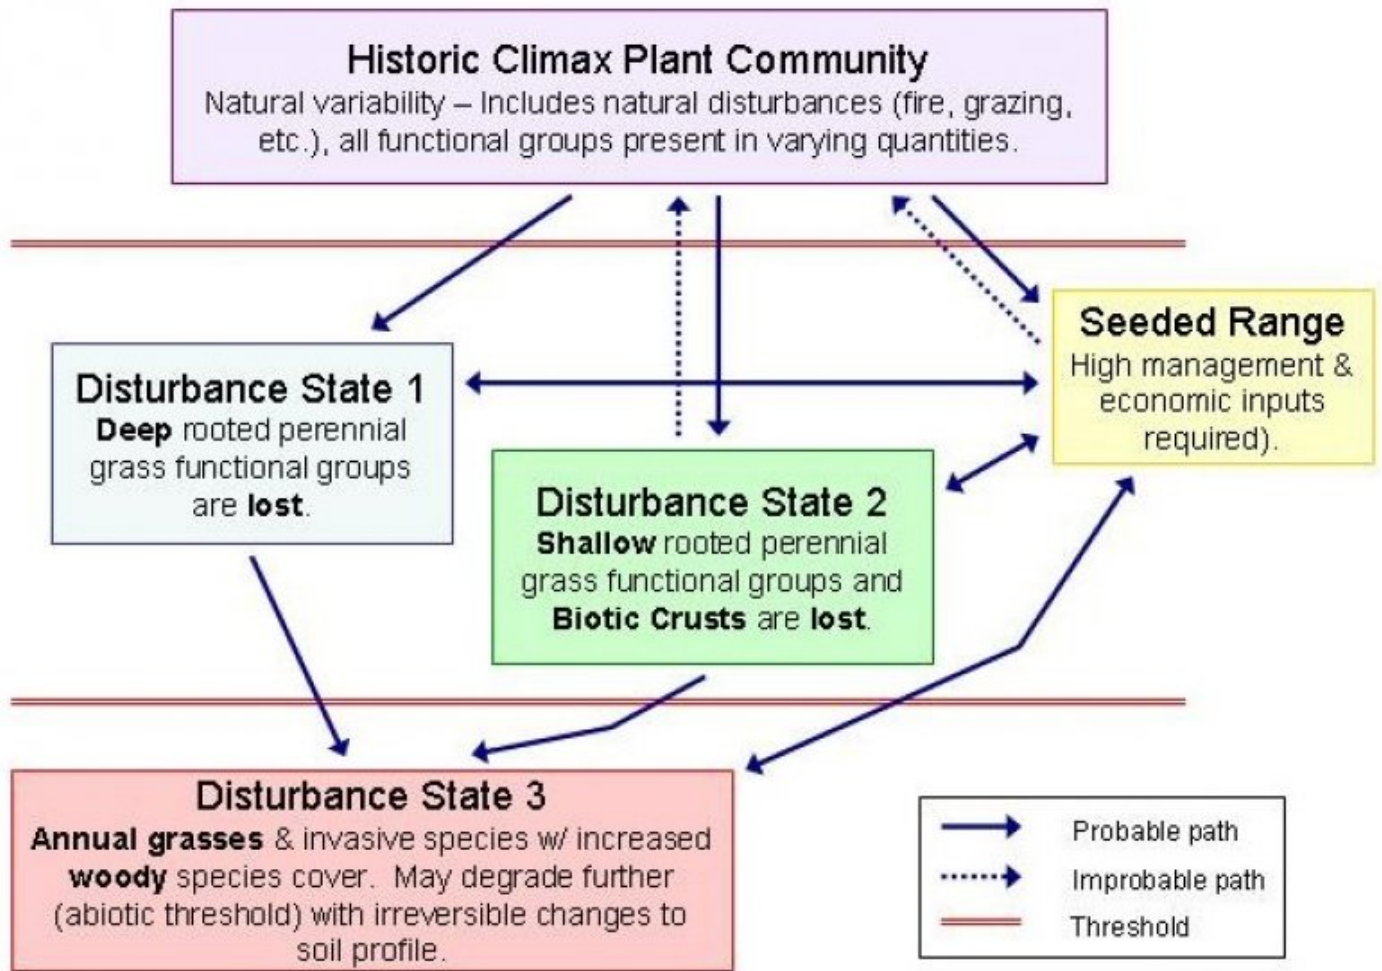 Historic Climax Plant Community
Natural variability – Includes natural disturbances (fire, grazing,
etc.), all functional groups present in varying quantities.
Seeded Range
High management &
economic inputs
required).
Disturbance State 1
Deep rooted perennial
grass functional groups
are lost.
Disturbance State 2
Shallow rooted perennial
grass functional groups and
Biotic Crusts are lost.
Disturbance State 3
Annual grasses & invasive species w/ increased
woody species cover. May degrade further
(abiotic threshold) with irreversible changes to
soil profile.
Probable path
Improbable path
Threshold